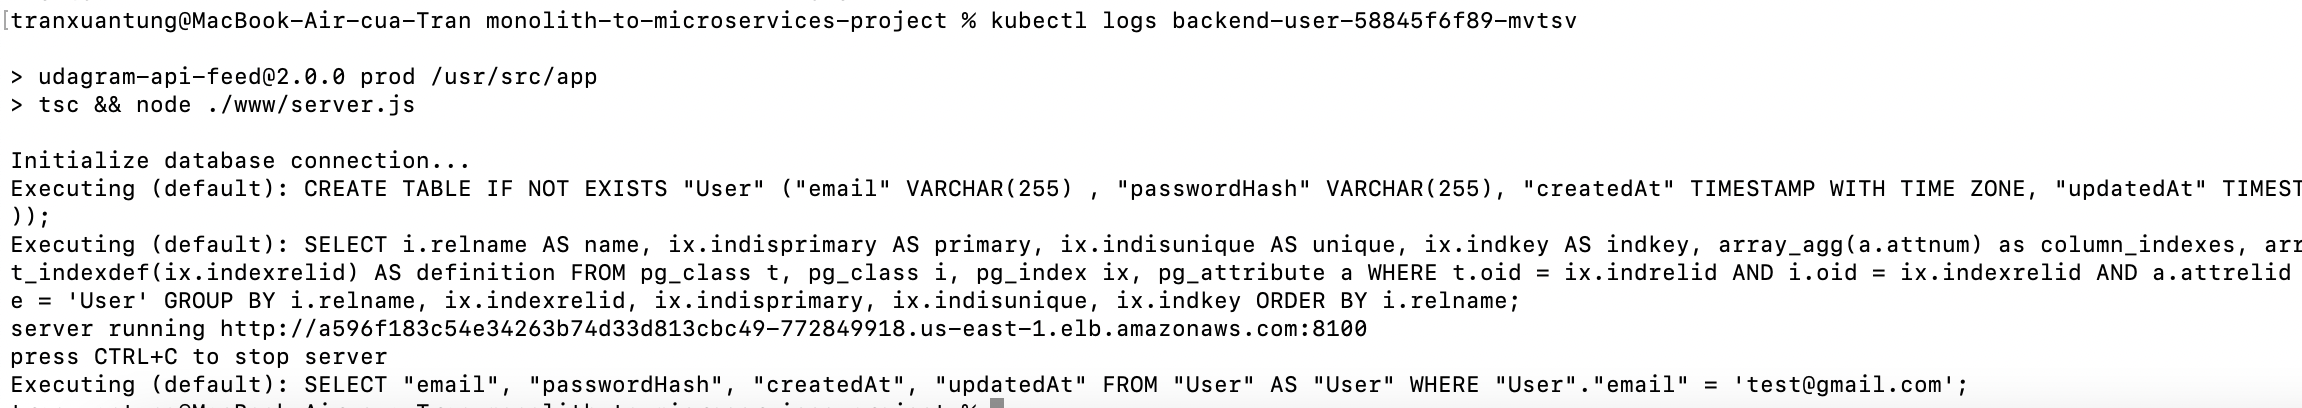 [tranxuantung@MacBook-Air-cua-Tran monolith-to-microservices-project % kubectl logs backend-user-58845f6f89-mvtsv
> udagram-api-feed@2.0.0 prod /usr/src/app
> tsc && node ./www/server.js
Initialize database connection...
Executing (default): CREATE TABLE IF NOT EXISTS "User" ("email" VARCHAR(255) , "passwordHash" VARCHAR(255), "createdAt" TIMESTAMP WITH TIME ZONE, "updatedAt" TIMEST
));
Executing (default): SELECT i.relname AS name, ix.indisprimary AS primary, ix.indisunique AS unique, ix.indkey AS indkey, array_agg(a.attnum) as column_indexes, arr
t_indexdef(ix.indexrelid) AS definition FROM pg_class t, pg_class i, pg_index ix, pg_attribute a WHERE t.oid = ix.indrelid AND i.oid = ix.indexrelid AND a.attrelid
e = 'User' GROUP BY i.relname, ix.indexrelid, ix.indisprimary, ix.indisunique, ix.indkey ORDER BY i.relname;
server running http://a596f183c54e34263b74d33d813cbc49-772849918.us-east-1.elb.amazonaws.com:8100
press CTRL+C to stop server
Executing (default): SELECT "email", "passwordHash", "createdAt", "updatedAt" FROM "User" AS "User" WHERE "User"."email" = 'test@gmail.com';